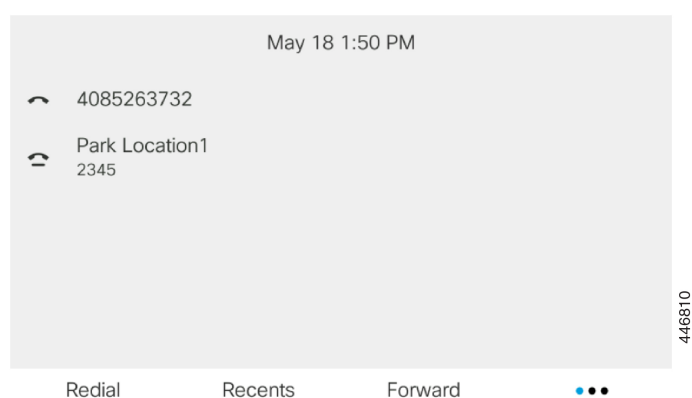 May 18 1:50 PM
4085263732
Park Location1
2345
446810
Redial Recents Forward